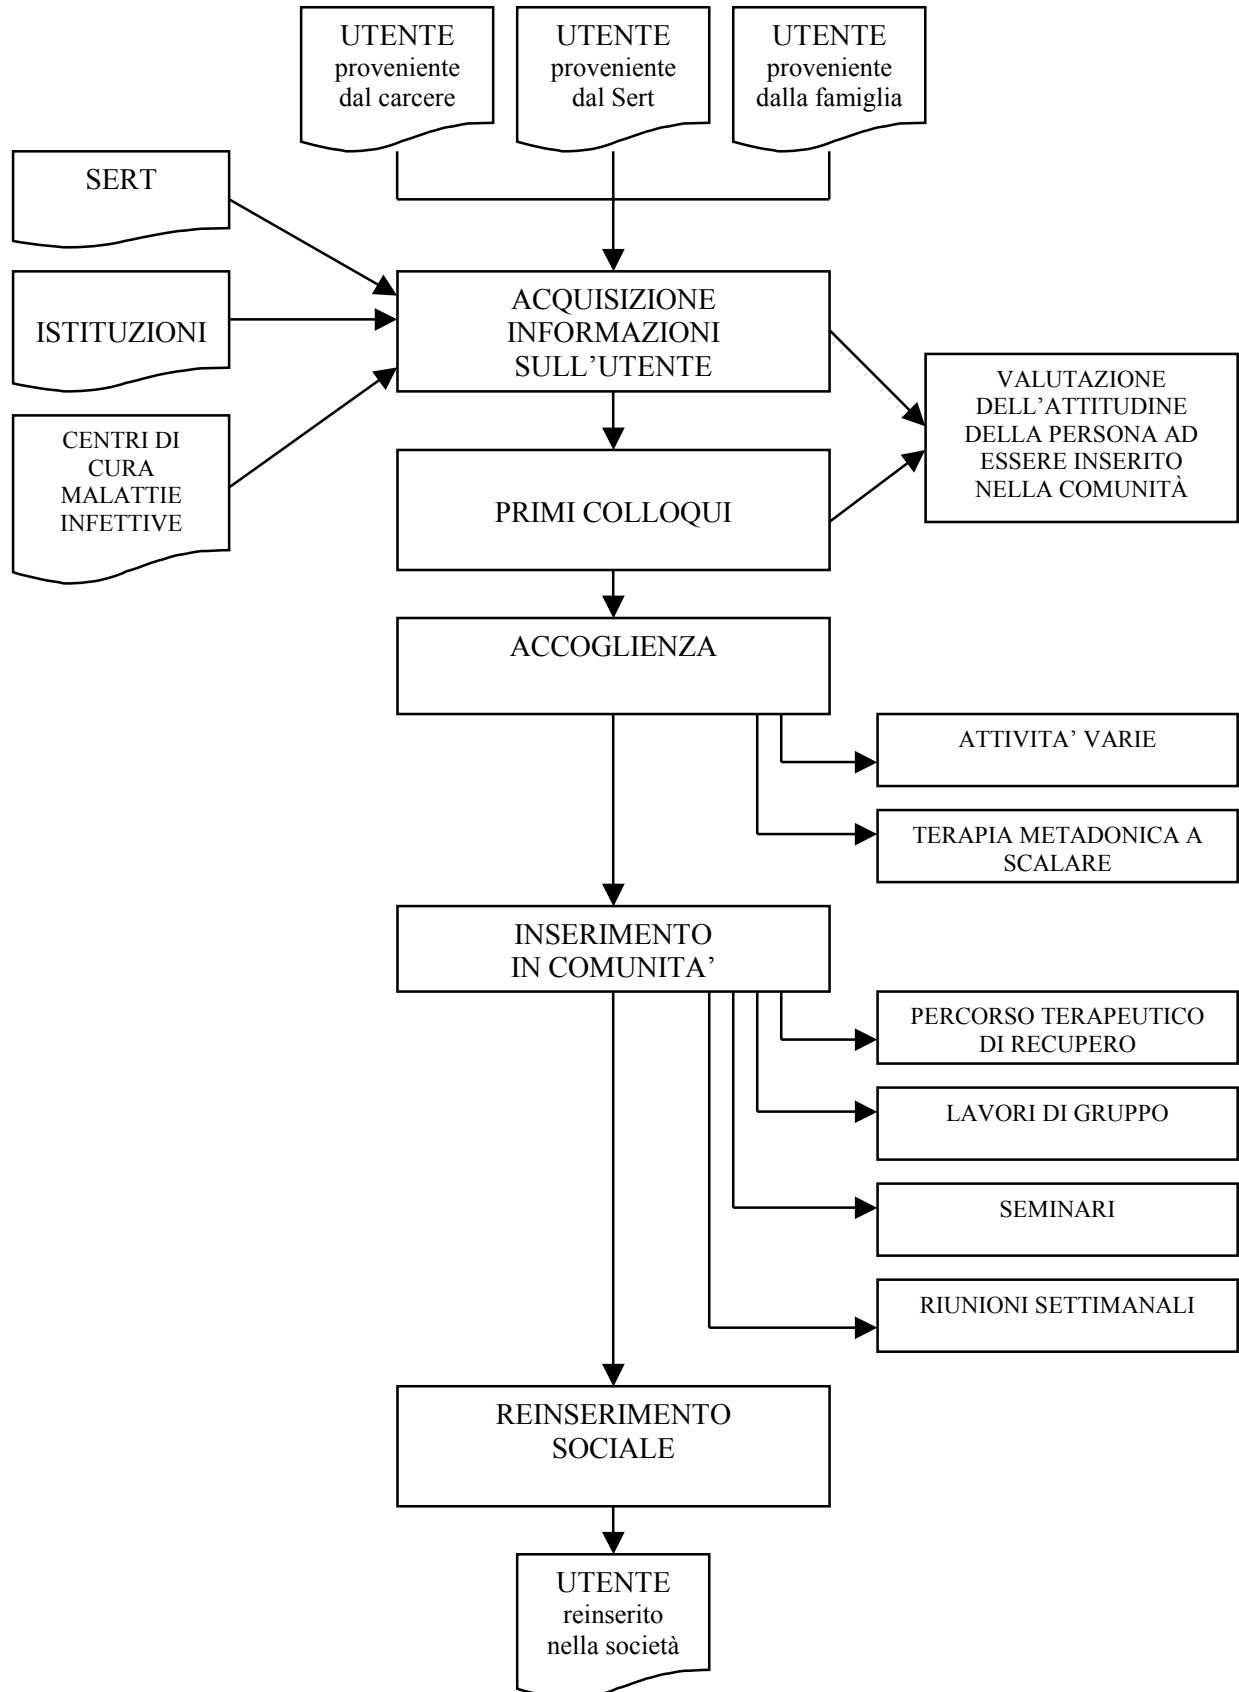 UTENTE
proveniente
dal carcere
UTENTE
proveniente
dal Sert
UTENTE
proveniente
dalla famiglia
SERT
ISTITUZIONI
CENTRI DI
CURA
MALATTIE
INFETTIVE
ACQUISIZIONE
INFORMAZIONI
SULL’UTENTE
VALUTAZIONE
DELL’ATTITUDINE
DELLA PERSONA AD
ESSERE INSERITO
NELLA COMUNITÀ
PRIMI COLLOQUI
ACCOGLIENZA
ATTIVITA’ VARIE
TERAPIA METADONICA A
SCALARE
INSERIMENTO
IN COMUNITA’
PERCORSO TERAPEUTICO
DI RECUPERO
LAVORI DI GRUPPO
SEMINARI
RIUNIONI SETTIMANALI
REINSERIMENTO
SOCIALE
UTENTE
reinserito
nella società